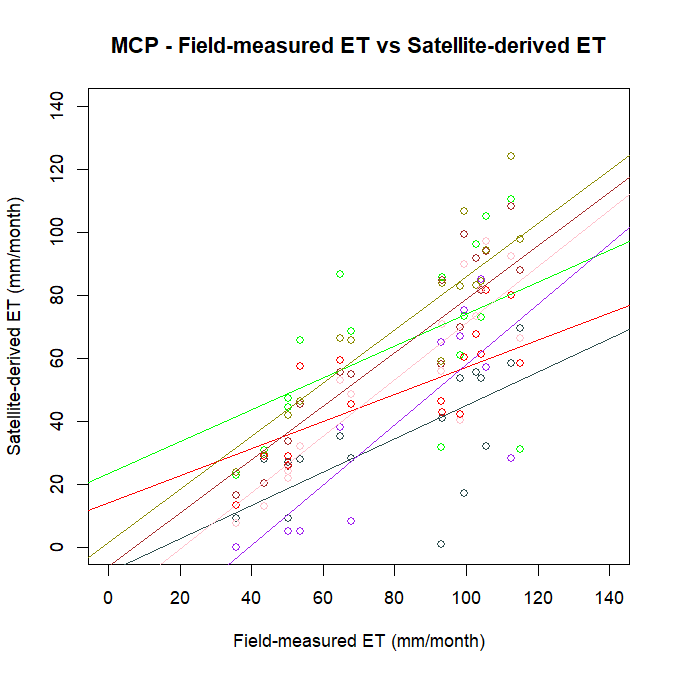 MCP - Field-measured ET vs Satellite-derived ET
Satellite-derived ET (mm/month)
140
120
100
80
60
40
20
0
0 20 40 60 80 100 120 140
Field-measured ET (mm/month)